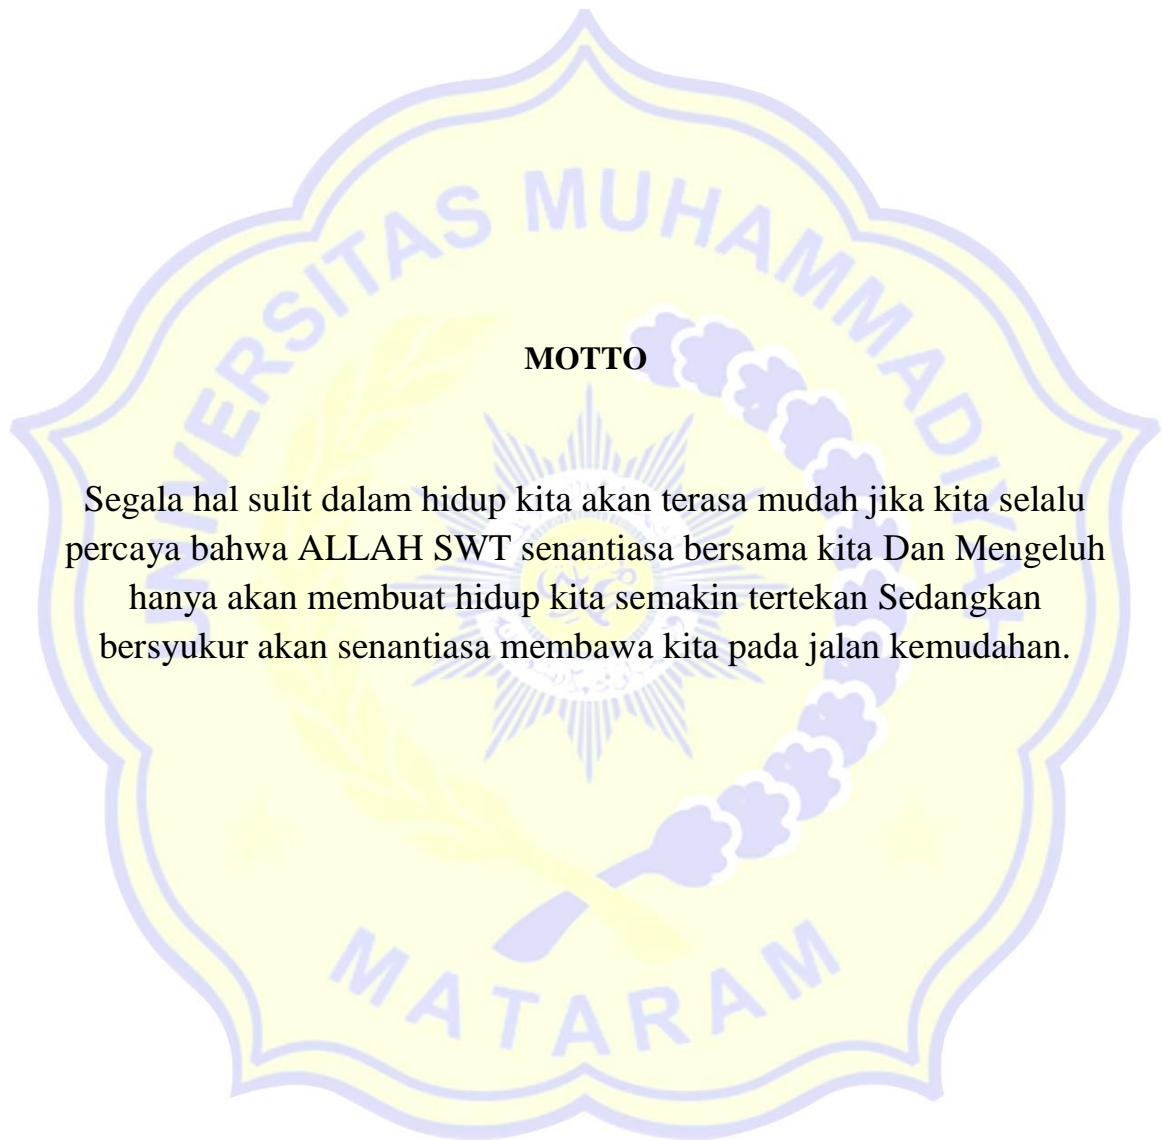 UNIVERSITAS MUHAMMADIYAH
MOTTO
Segala hal sulit dalam hidup kita akan terasa mudah jika kita selalu
percaya bahwa ALLAH SWT senantiasa bersama kita Dan Mengeluh
hanya akan membuat hidup kita semakin tertekan Sedangkan
bersyukur akan senantiasa membawa kita pada jalan kemudahan.
MATARAM